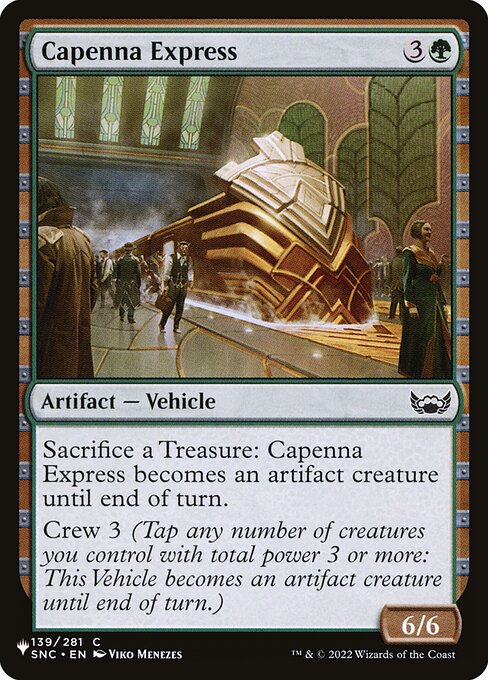 Capenna Express 3
Artifact — Vehicle
Sacrifice a Treasure: Capenna
Express becomes an artifact creature
until end of turn.
Crew 3 (Tap any number of creatures
you control with total power 3 or more:
This Vehicle becomes an artifact creature
until end of turn.)
6/6
139/281 C
SNC • EN Viko Menezes
™ & © 2022 Wizards of the Coast